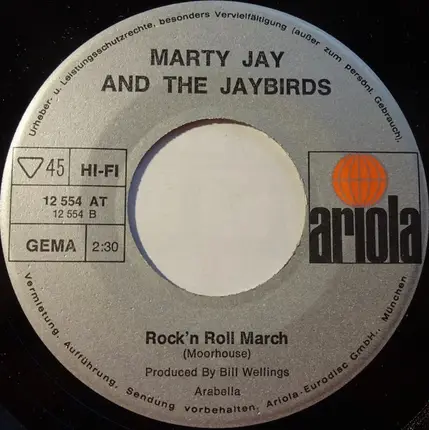 Urheber- u. Leistungsschutzrechte, besonders Vervielfältigung (außer zum persönl. Gebrauch),
MARTY JAY
AND THE JAYBIRDS
45 HI-FI
12 554 AT
12 554 B
GEMA 2:30
ariola
Rock'n Roll March
(Moorhouse)
Produced By Bill Wellings
Arabella
Vermietung, Aufführung, Sendung vorbehalten. Ariola-Eurodisc GmbH., München